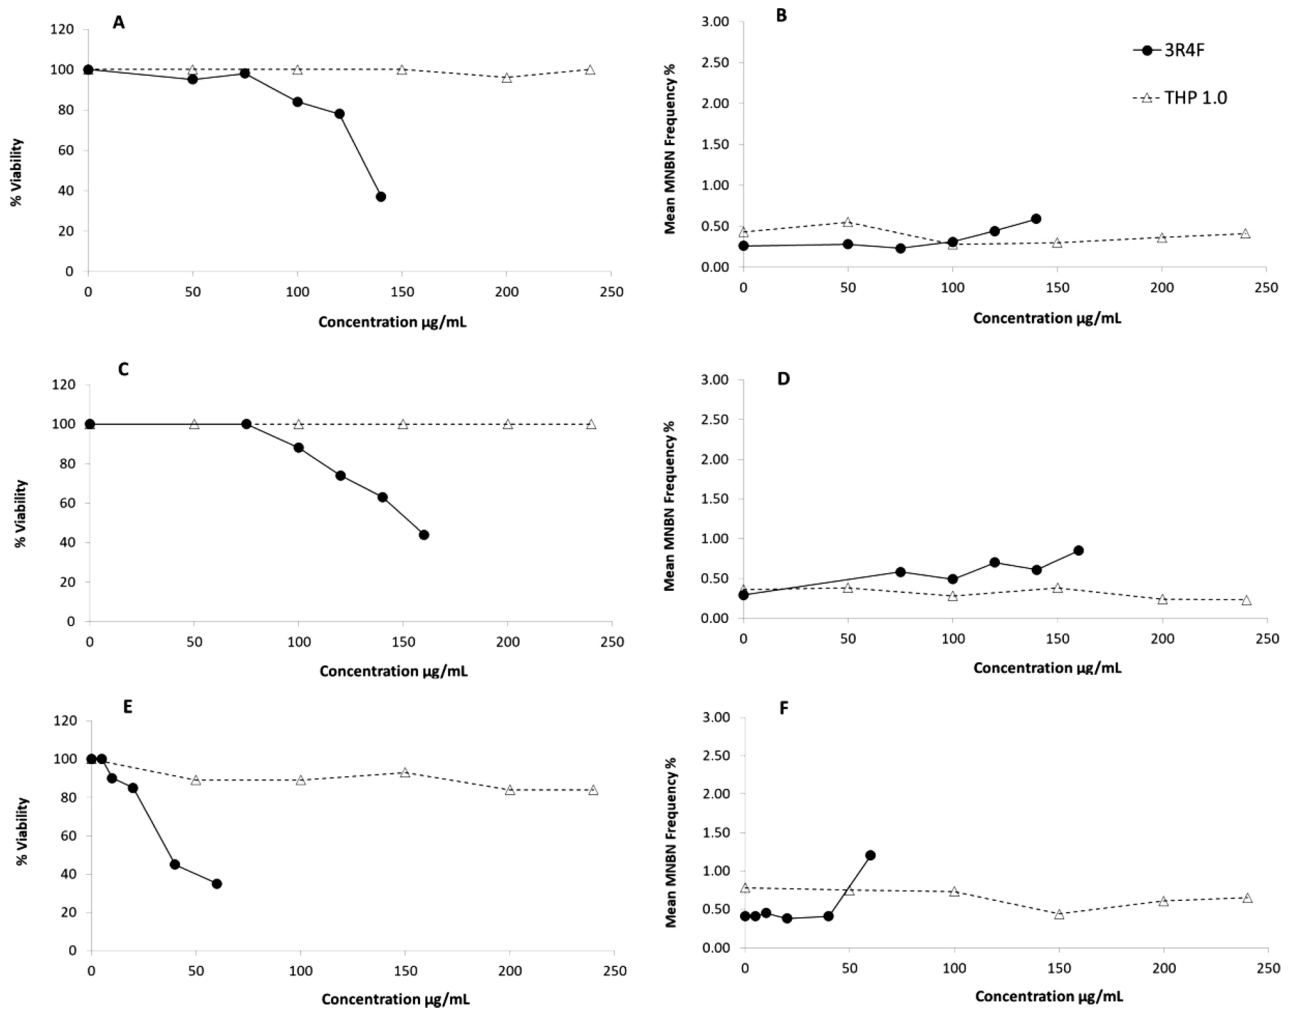 A
120
100
80
60
40
20
0
% Viability
0 50 100 150 200 250
Concentration µg/mL
B
3.00
2.50
2.00
1.50
1.00
0.50
0.00
Mean MNBN Frequency %
0 50 100 150 200 250
Concentration µg/mL
3R4F
THP 1.0
C
120
100
80
60
40
20
0
% Viability
0 50 100 150 200 250
Concentration µg/mL
D
3.00
2.50
2.00
1.50
1.00
0.50
0.00
Mean MNBN Frequency %
0 50 100 150 200 250
Concentration µg/mL
E
120
100
80
60
40
20
0
% Viability
0 50 100 150 200 250
Concentration µg/mL
F
3.00
2.50
2.00
1.50
1.00
0.50
0.00
Mean MNBN Frequency %
0 50 100 150 200 250
Concentration µg/mL